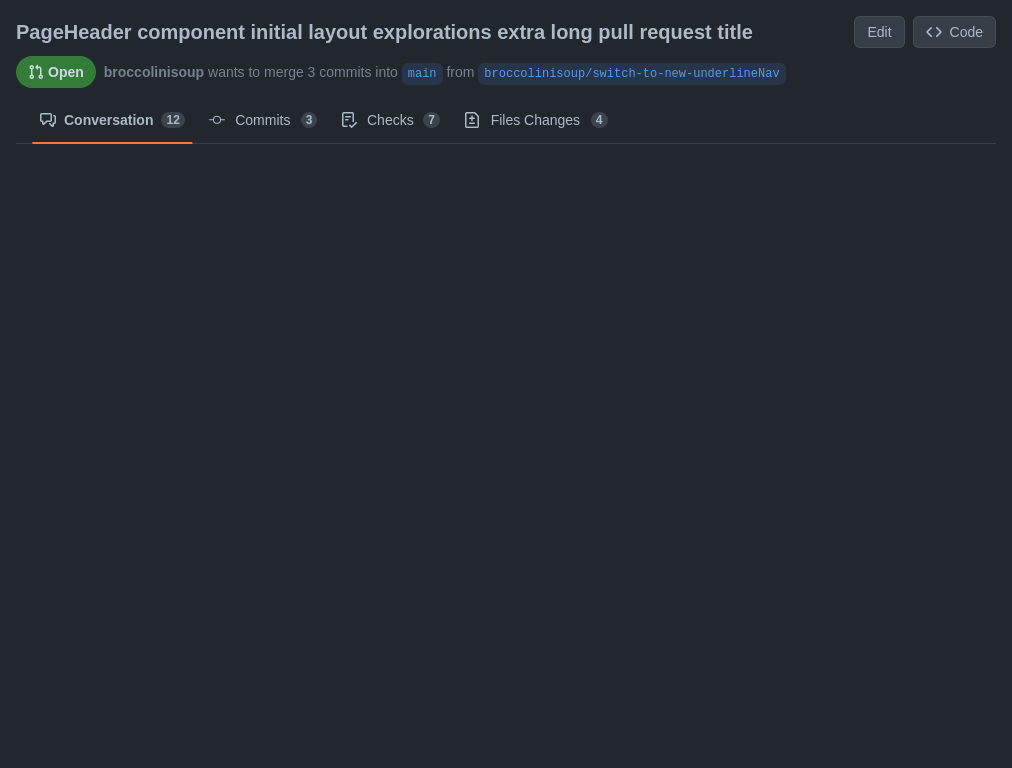 PageHeader component initial layout explorations extra long pull request title
Edit
Code
Open
broccolinisoup wants to merge 3 commits into main from broccolinisoup/switch-to-new-underlineNav
Conversation 12
Commits 3
Checks 7
Files Changes 4